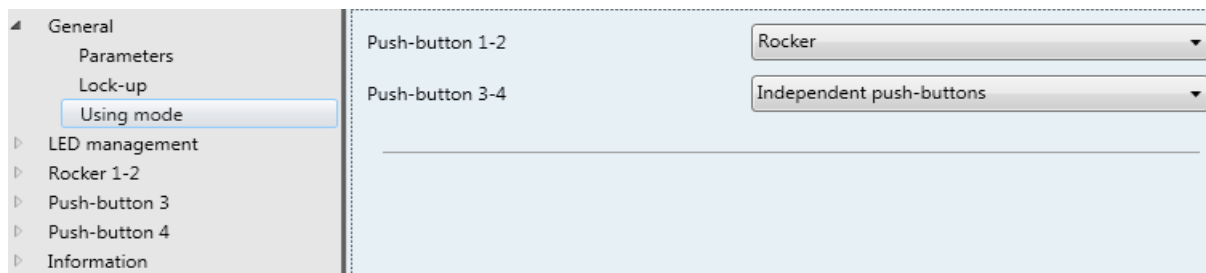 General
Parameters
Lock-up
Using mode
LED management
Rocker 1-2
Push-button 3
Push-button 4
Information
Push-button 1-2 Rocker
Push-button 3-4 Independent push-buttons